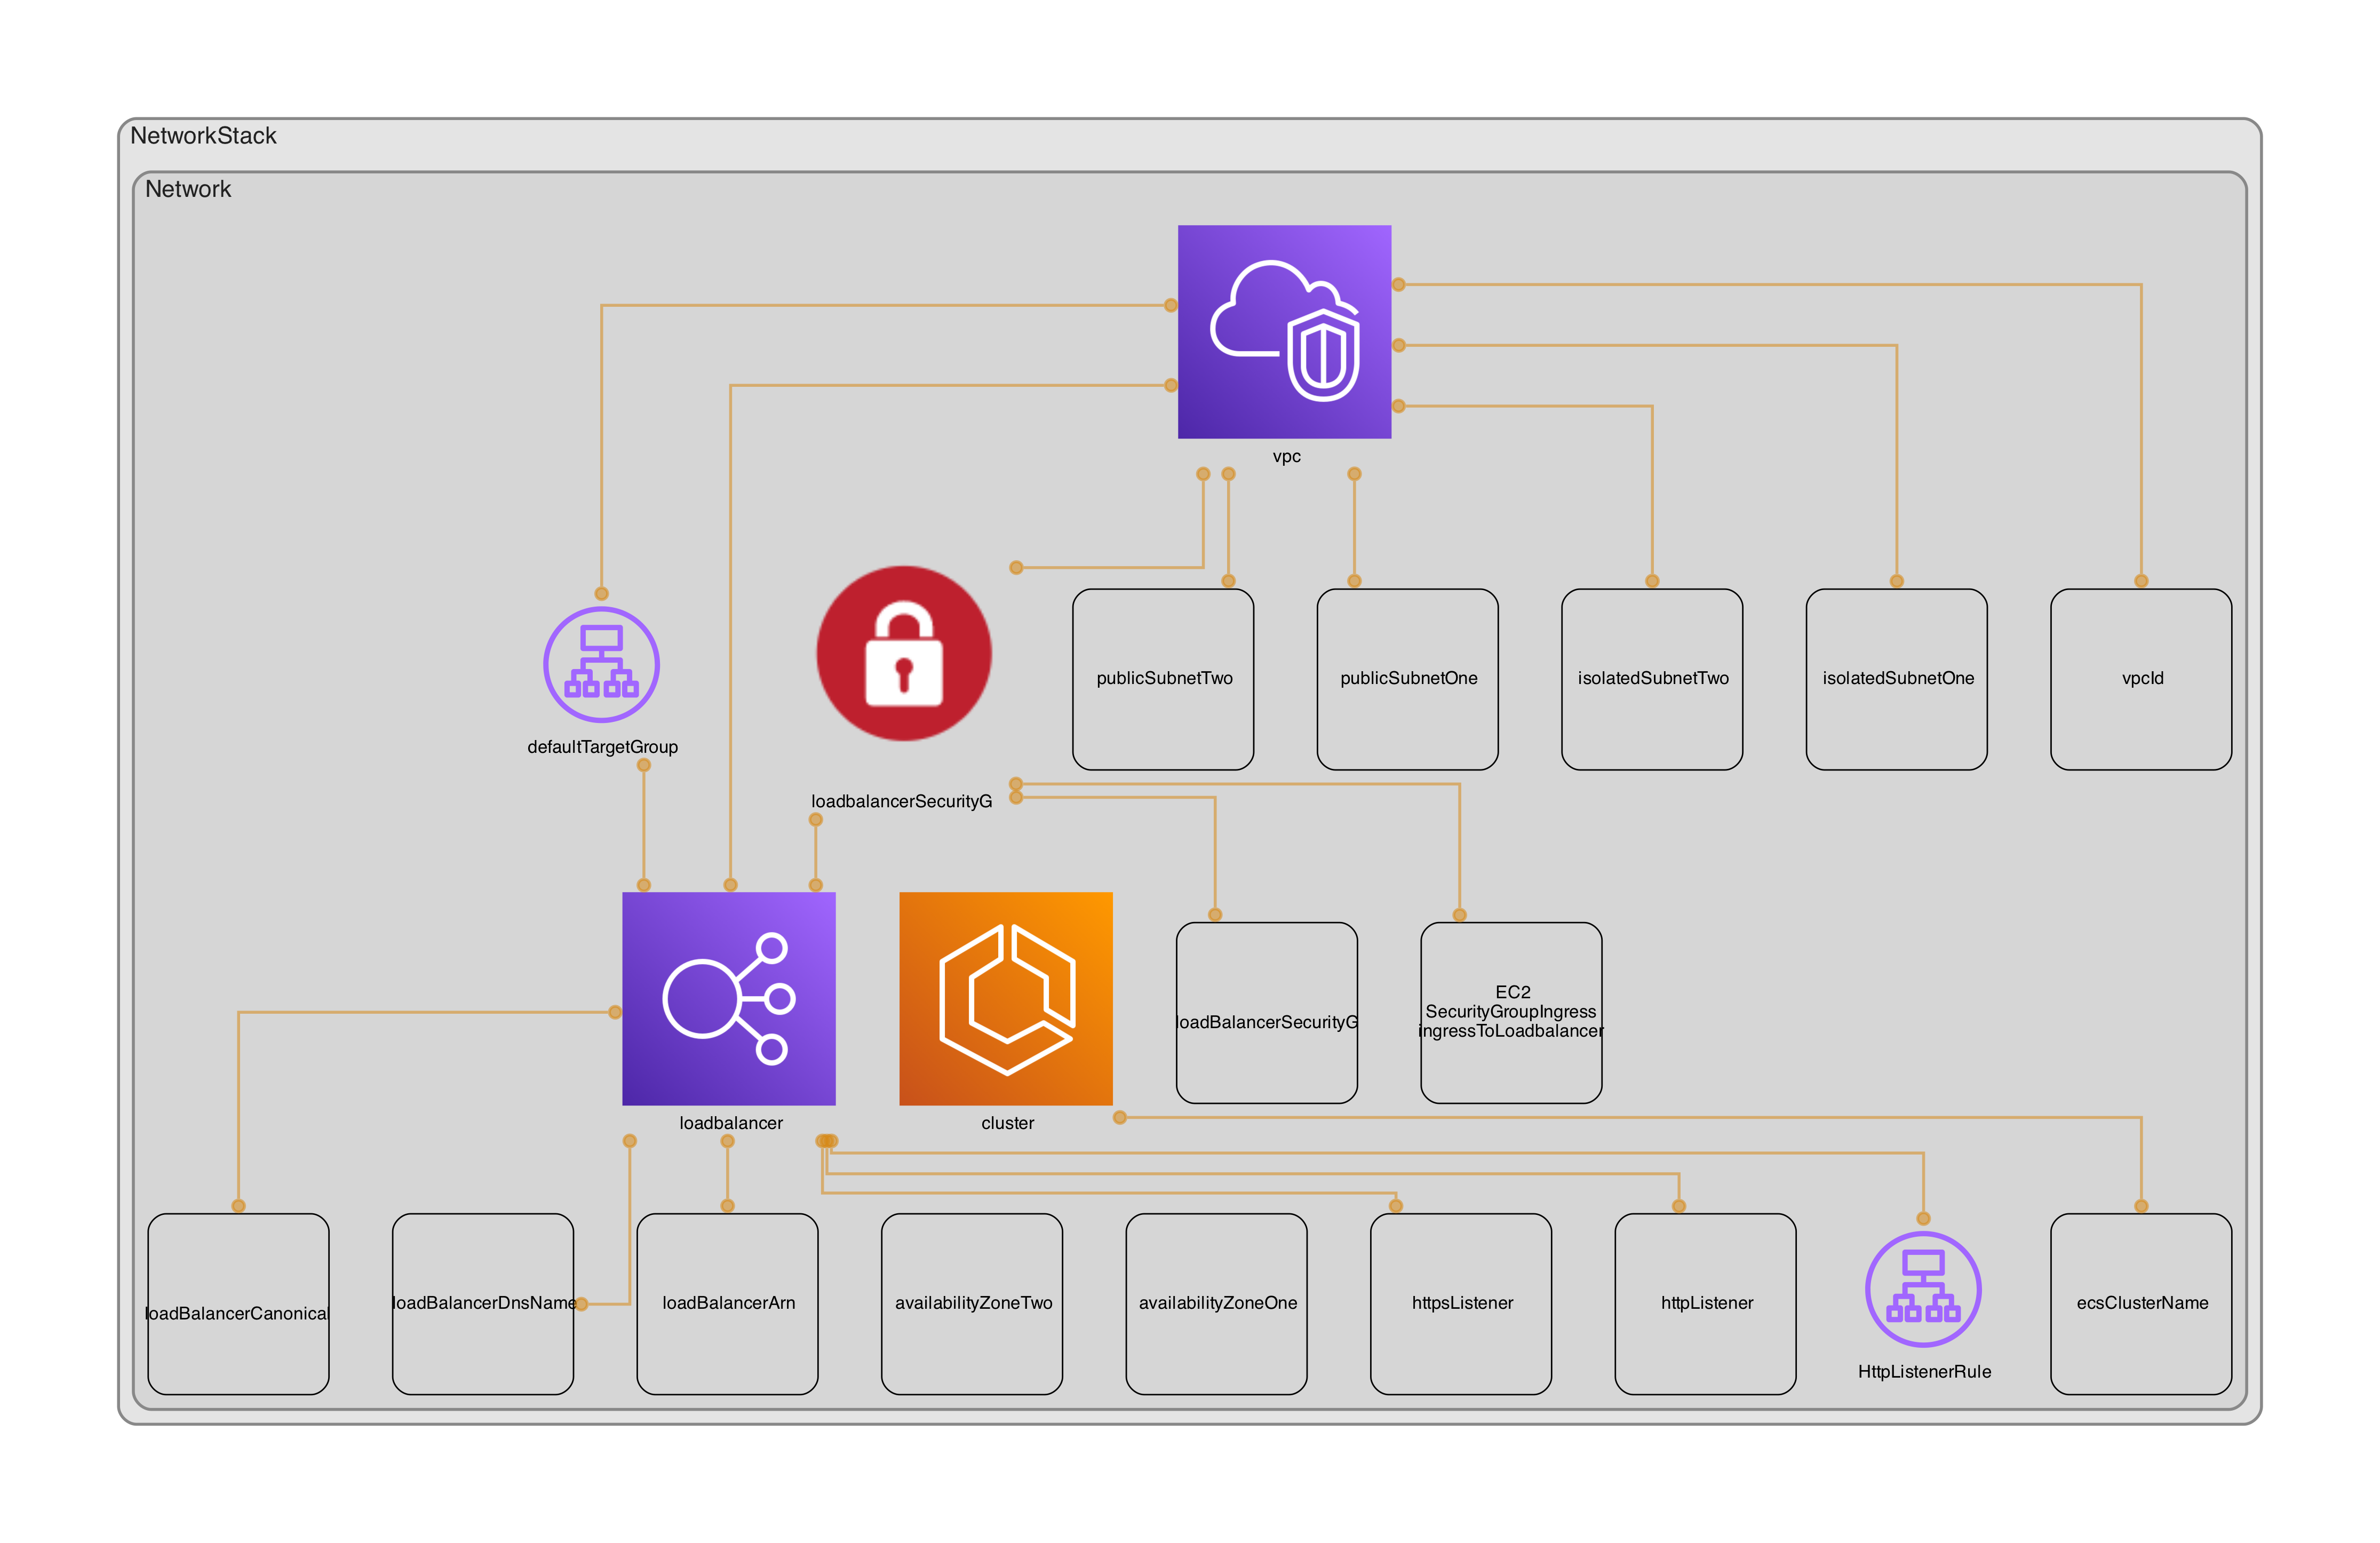 NetworkStack
Network
vpc
publicSubnetTwo
publicSubnetOne
isolatedSubnetTwo
isolatedSubnetOne
vpcId
defaultTargetGroup
loadbalancerSecurityG
loadBalancerSecurityG
EC2
SecurityGroupIngress
ingressToLoadbalancer
loadbalancer
cluster
loadBalancerCanonical
loadBalancerDnsName
loadBalancerArn
availabilityZoneTwo
availabilityZoneOne
httpsListener
httpListener
HttpListenerRule
ecsClusterName